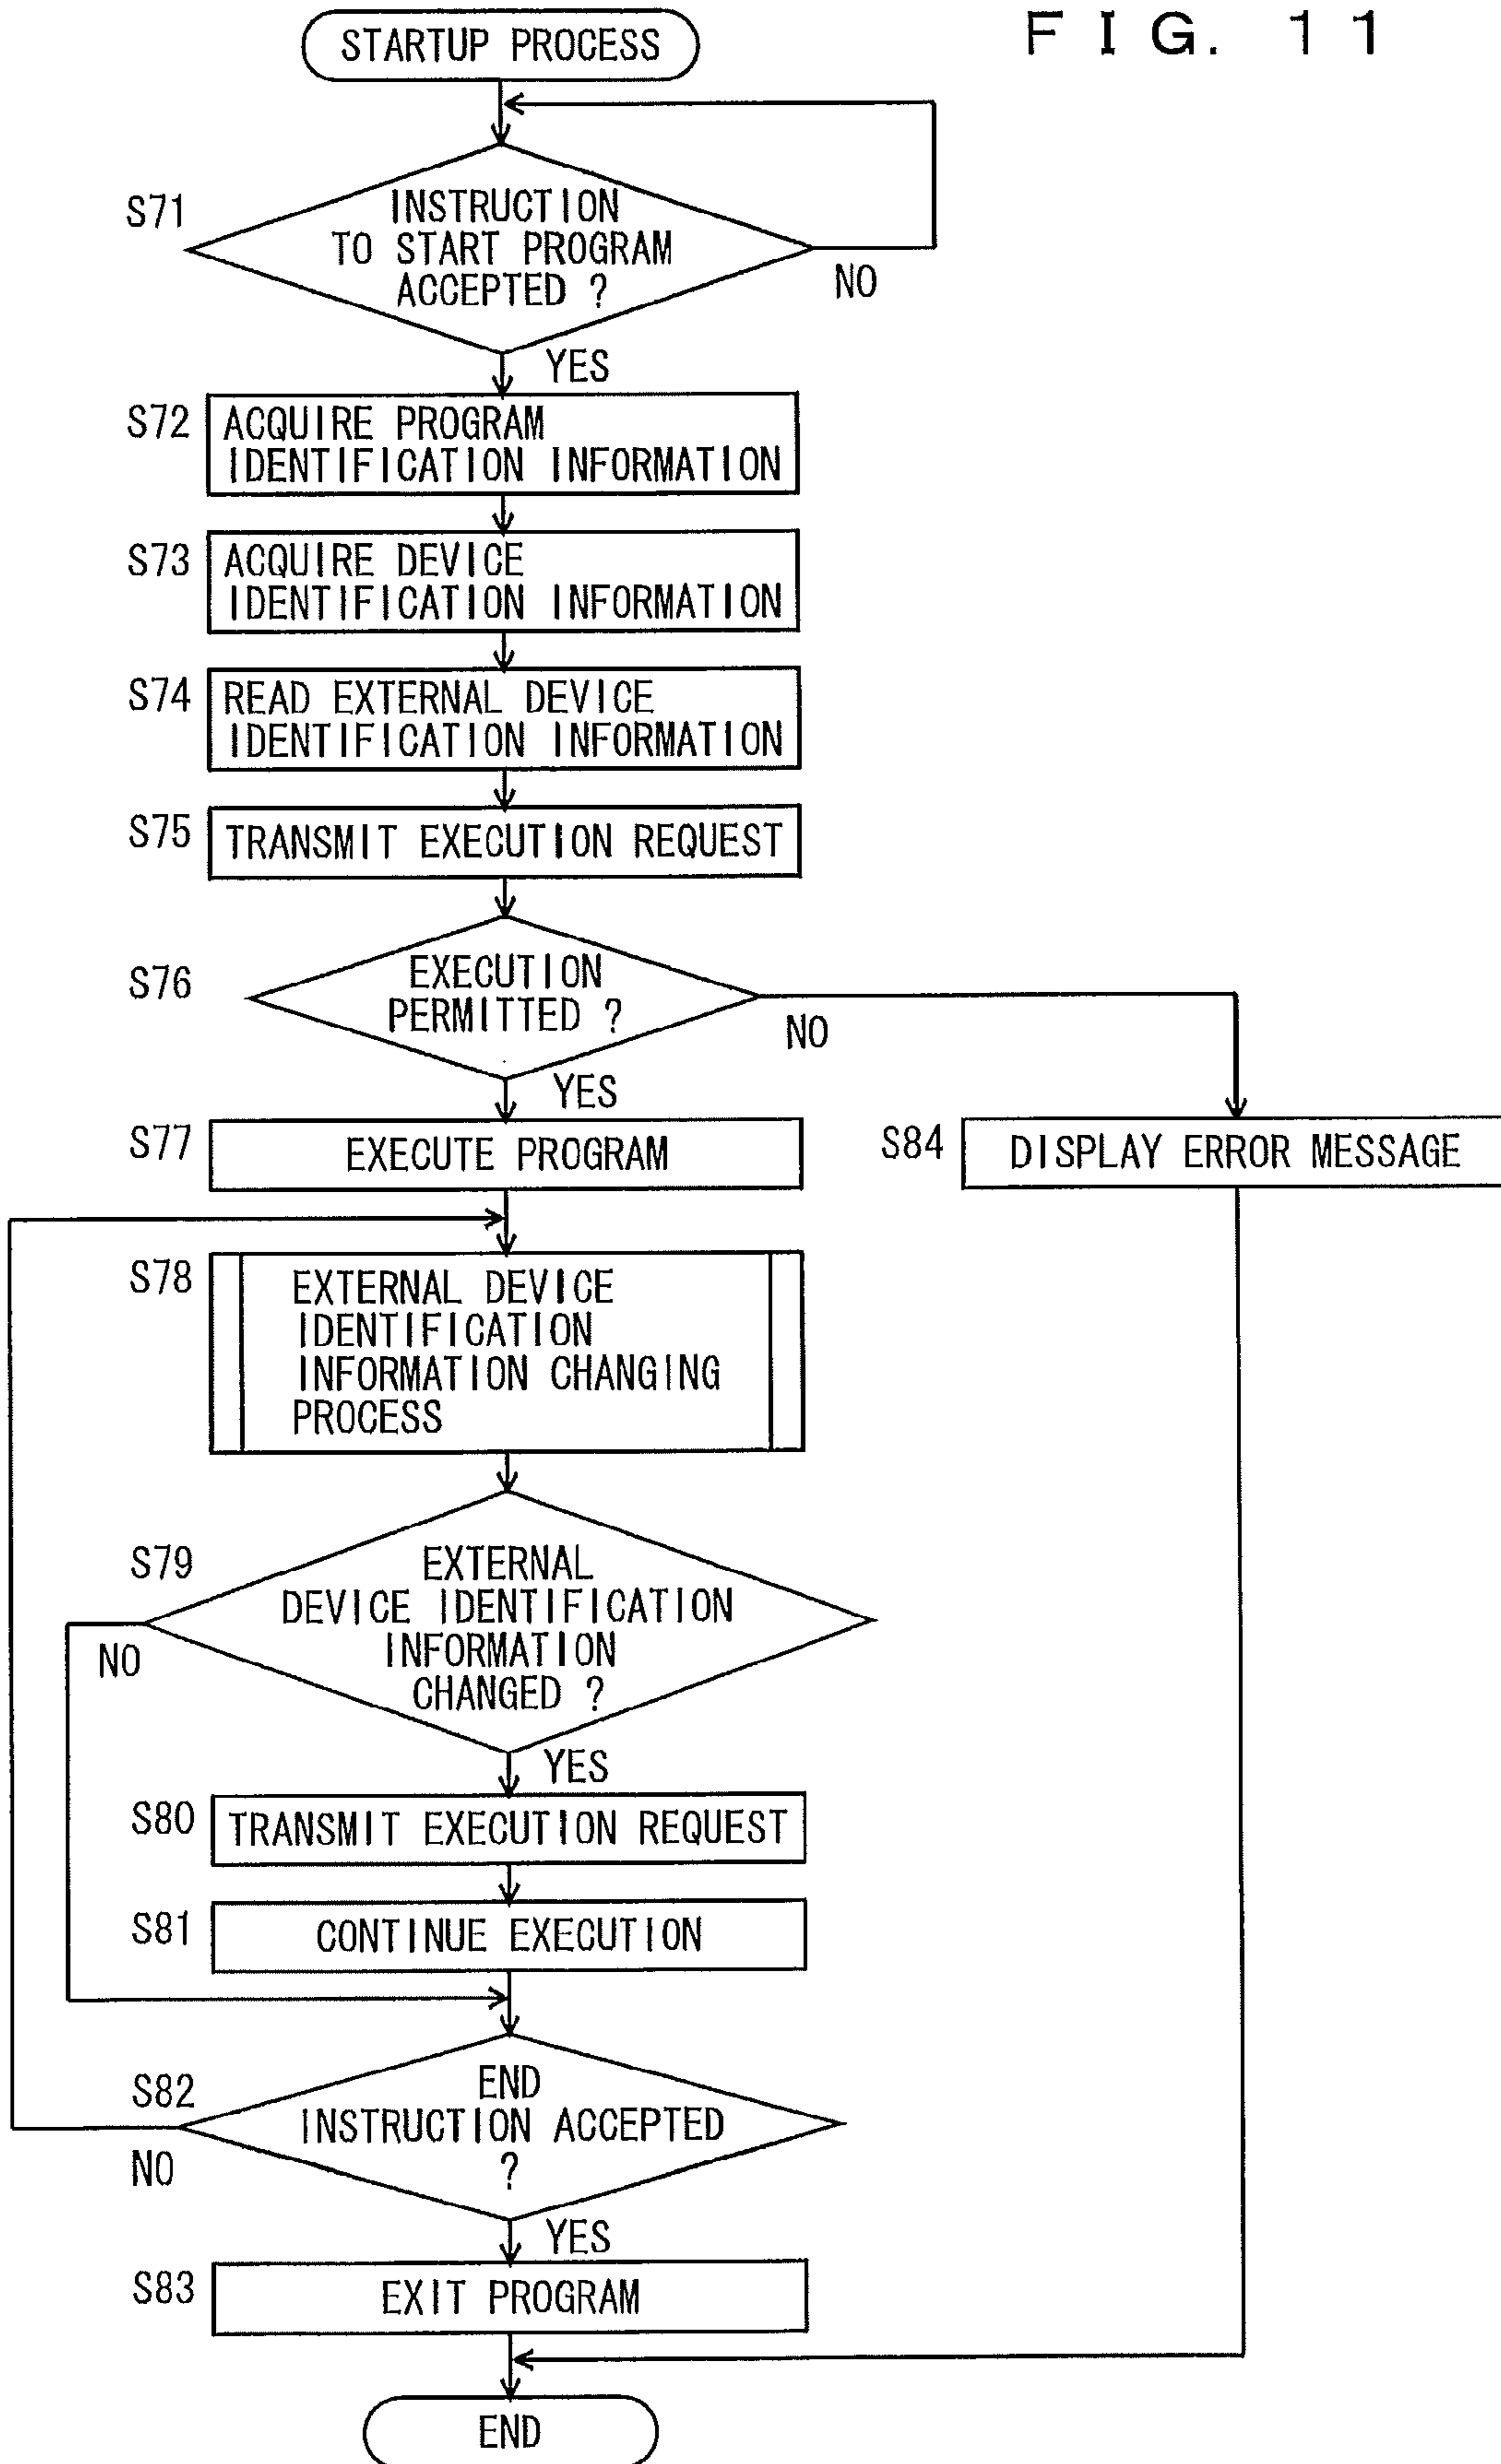 FIG. 11
STARTUP PROCESS
S71
INSTRUCTION
TO START PROGRAM
ACCEPTED ?
NO
YES
S72
ACQUIRE PROGRAM
IDENTIFICATION INFORMATION
S73
ACQUIRE DEVICE
IDENTIFICATION INFORMATION
S74
READ EXTERNAL DEVICE
IDENTIFICATION INFORMATION
S75
TRANSMIT EXECUTION REQUEST
S76
EXECUTION
PERMITTED ?
NO
YES
S77
EXECUTE PROGRAM
S84
DISPLAY ERROR MESSAGE
S78
EXTERNAL DEVICE
IDENTIFICATION
INFORMATION CHANGING
PROCESS
S79
EXTERNAL
DEVICE IDENTIFICATION
INFORMATION
CHANGED ?
NO
YES
S80
TRANSMIT EXECUTION REQUEST
S81
CONTINUE EXECUTION
S82
END
INSTRUCTION ACCEPTED
?
NO
YES
S83
EXIT PROGRAM
END